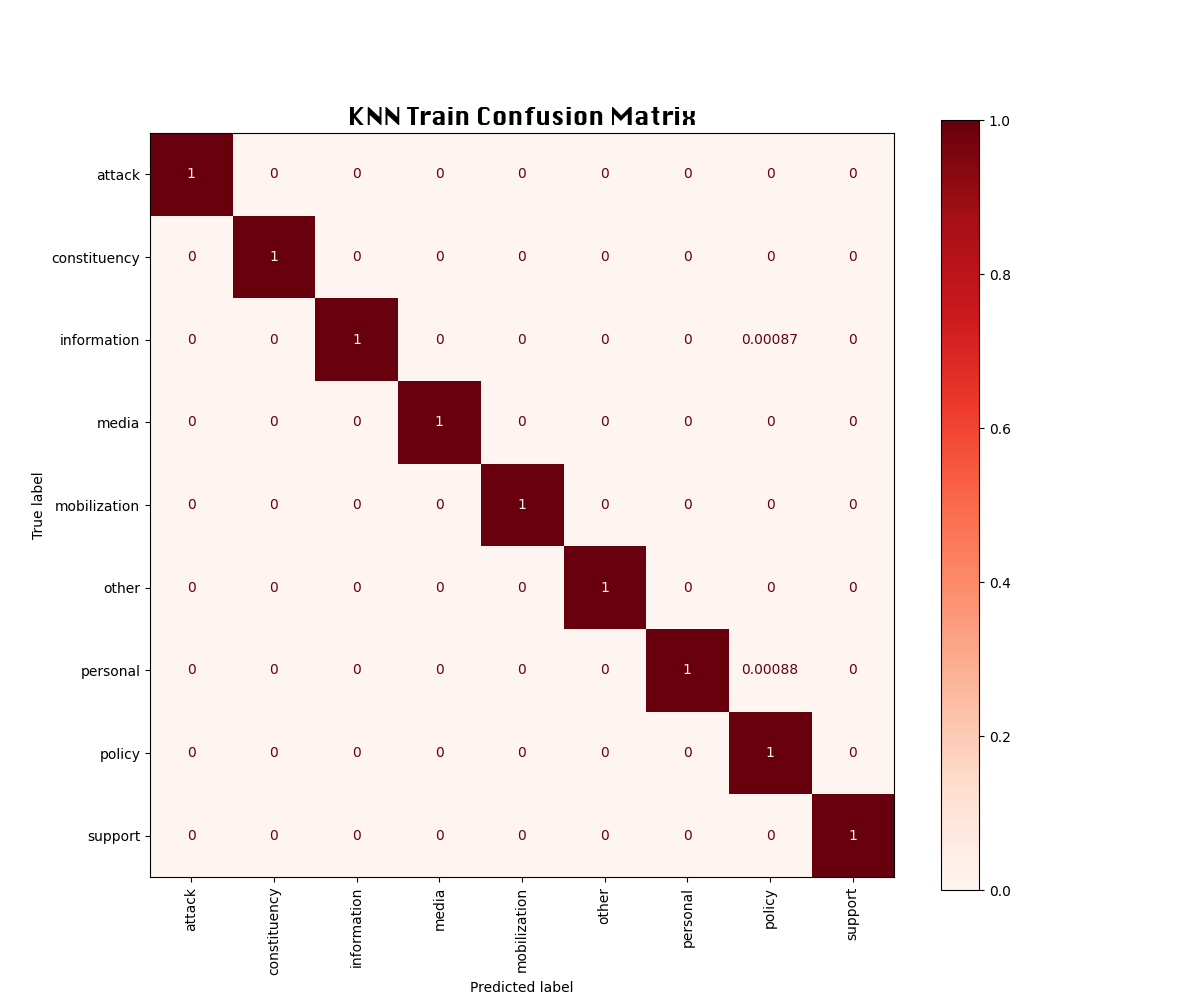 KNN Train Confusion Matrix
attack 1 0 0 0 0 0 0 0 0
constituency 0 1 0 0 0 0 0 0 0
information 0 0 1 0 0 0 0 0.00087 0
media 0 0 0 1 0 0 0 0 0
mobilization 0 0 0 0 1 0 0 0 0
other 0 0 0 0 0 1 0 0 0
personal 0 0 0 0 0 0 1 0.00088 0
policy 0 0 0 0 0 0 0 1 0
support 0 0 0 0 0 0 0 0 1
True label
attack
constituency
information
media
mobilization
other
personal
policy
support
Predicted label
1.0
0.8
0.6
0.4
0.2
0.0